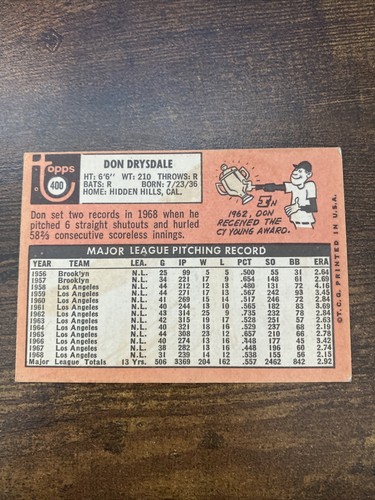 topps
400
DON DRYSDALE
HT: 6'6" WT: 210 THROWS: R
BATS: R BORN: 7/23/36
HOME: HIDDEN HILLS, CAL.
Don set two records in 1968 when he
pitched 6 straight shutouts and hurled
58⅔ consecutive scoreless innings.
IN
1962, DON
RECEIVED THE
CY YOUNG AWARD.
MAJOR LEAGUE PITCHING RECORD
YEAR TEAM LEA. G IP W L PCT SO BB ERA
1956 Brooklyn N.L. 25 99 5 5 .500 55 31 2.64
1957 Brooklyn N.L. 34 221 17 9 .654 148 61 2.69
1958 Los Angeles N.L. 44 212 12 13 .480 131 72 4.16
1959 Los Angeles N.L. 44 271 17 13 .567 242 93 3.45
1960 Los Angeles N.L. 41 269 15 14 .517 246 72 2.84
1961 Los Angeles N.L. 40 244 13 10 .565 182 83 3.69
1962 Los Angeles N.L. 43 314 25 9 .735 232 78 2.84
1963 Los Angeles N.L. 42 315 19 17 .528 251 57 2.63
1964 Los Angeles N.L. 40 321 18 16 .529 237 68 2.19
1965 Los Angeles N.L. 44 308 23 12 .657 210 66 2.78
1966 Los Angeles N.L. 40 274 13 16 .448 177 45 3.42
1967 Los Angeles N.L. 38 282 13 16 .448 196 60 2.74
1968 Los Angeles N.L. 31 239 14 12 .538 155 56 2.15
Major League Totals 13 Yrs. 506 3369 204 162 .557 2462 842 2.92
©T.C.G. PRINTED IN U.S.A.